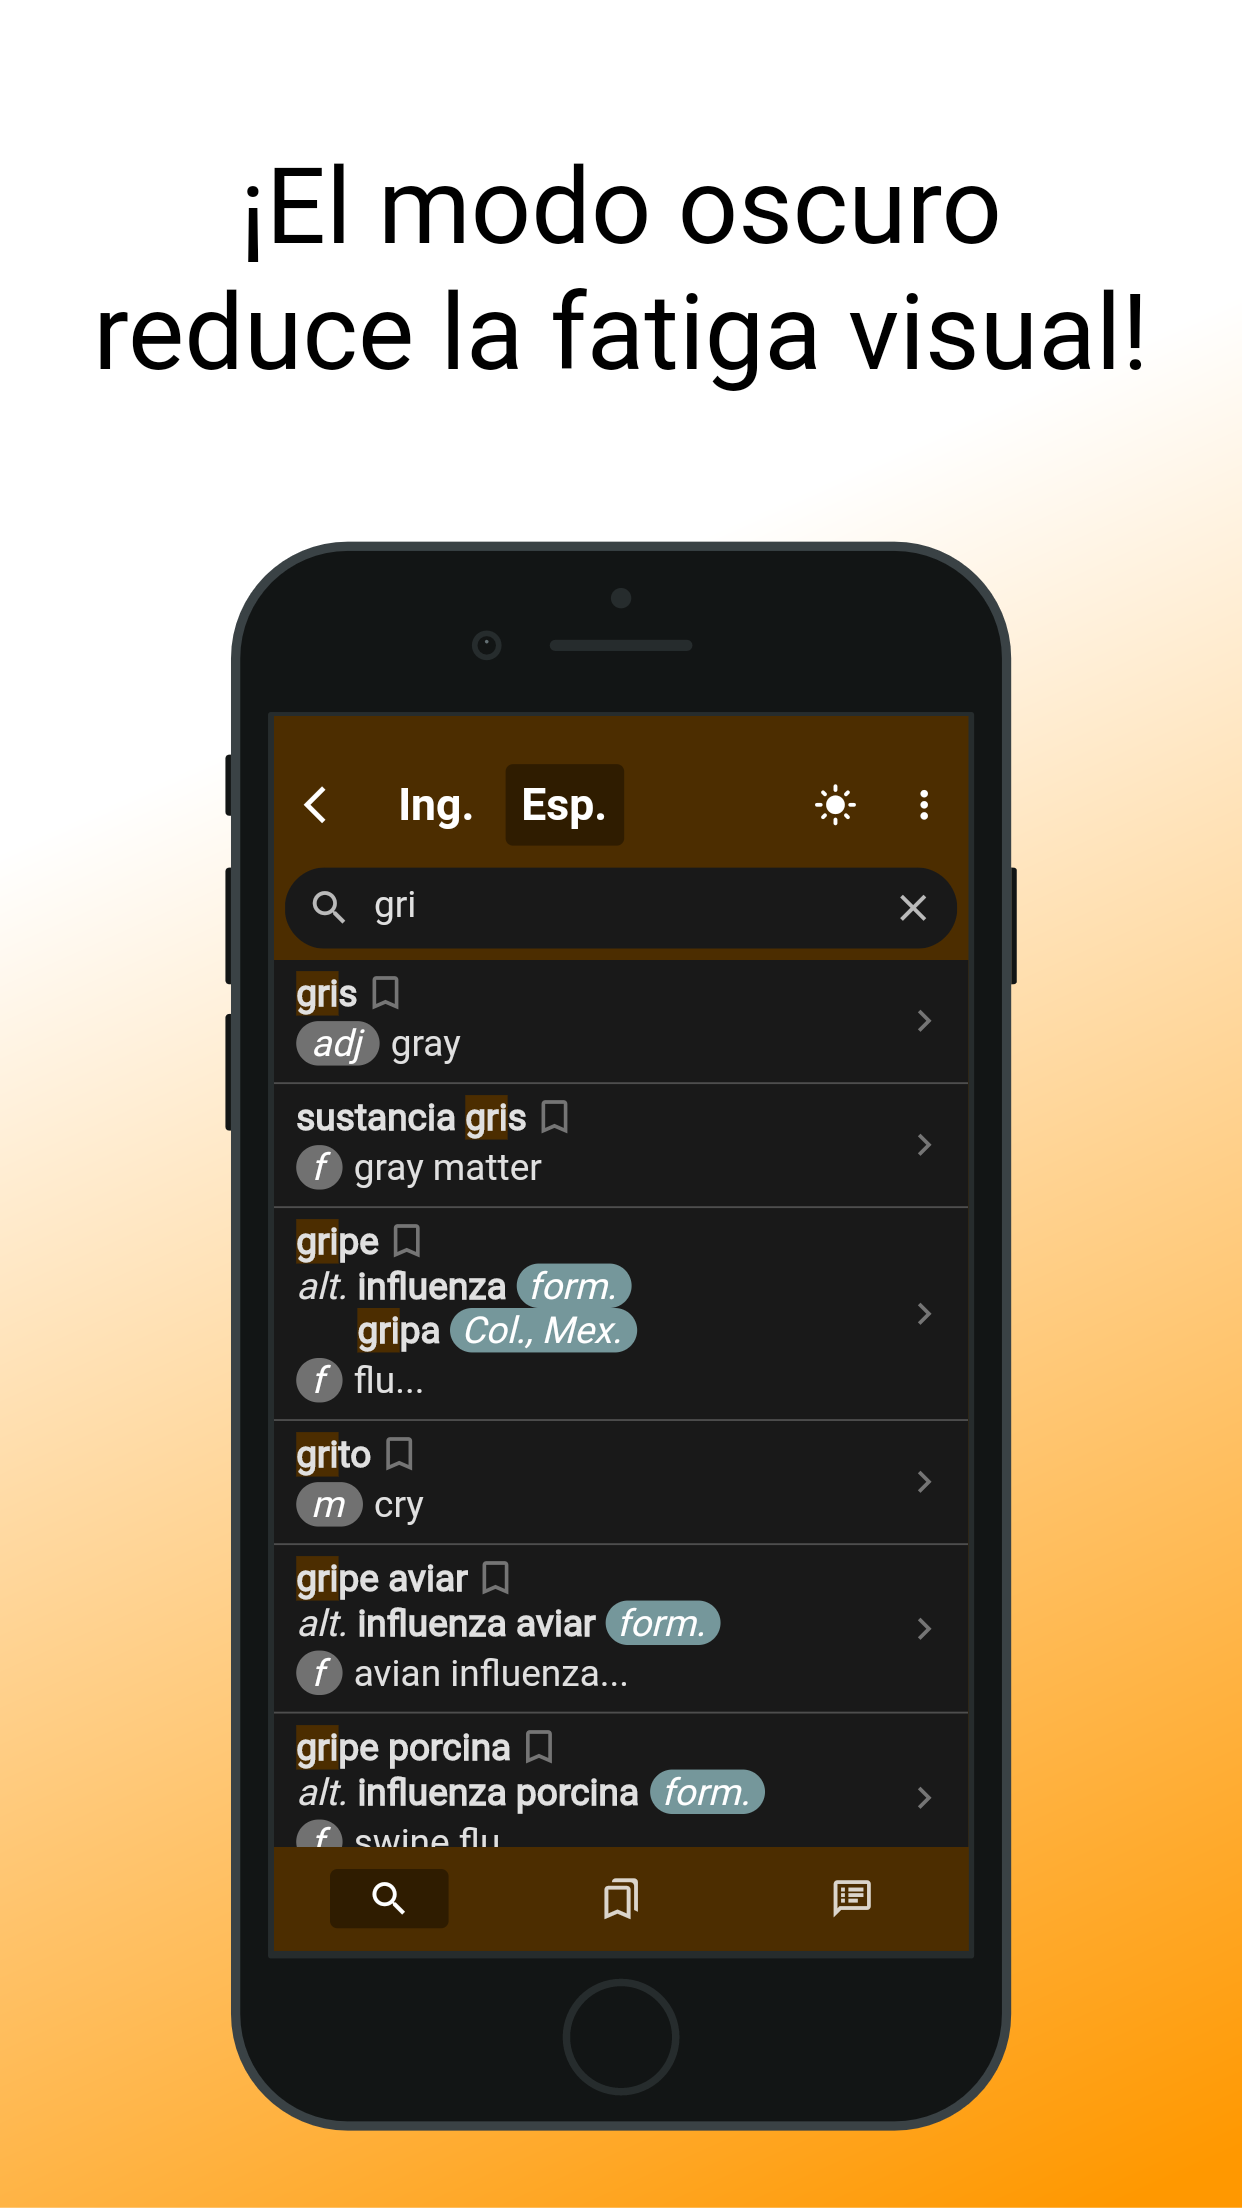 ¡El modo oscuro
reduce la fatiga visual!
Ing. Esp.
gri
gris
adj gray
sustancia gris
f gray matter
gripe
alt. influenza form.
gripa Col., Mex.
f flu...
grito
m cry
gripe aviar
alt. influenza aviar form.
f avian influenza...
gripe porcina
alt. influenza porcina form.
f swine flu